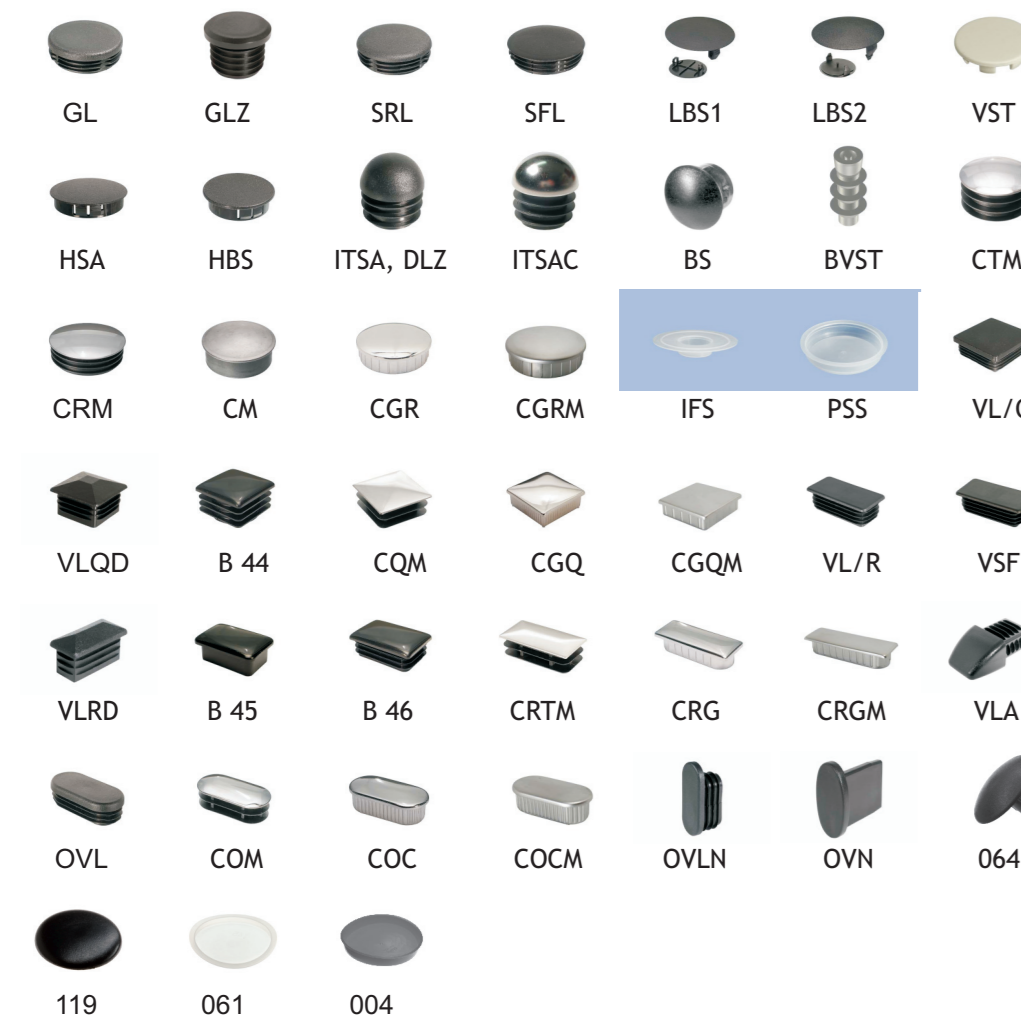 GL GLZ SRL SFL LBS1 LBS2 VST
HSA HBS ITSA, DLZ ITSAC BS BVST CTM
CRM CM CGR CGRM IFS PSS
VLQD B 44 CQM CGQ CGQM VL/R VSF
VLRD B 45 B 46 CRTM CRG CRGM VLA
OVL COM COC COCM OVLN OVN 064
119 061 004